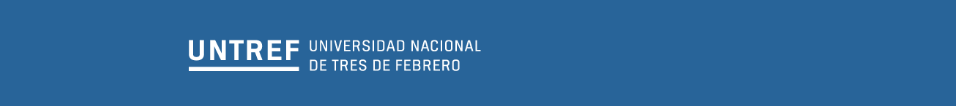 UNTREF
UNIVERSIDAD NACIONAL
DE TRES DE FEBRERO